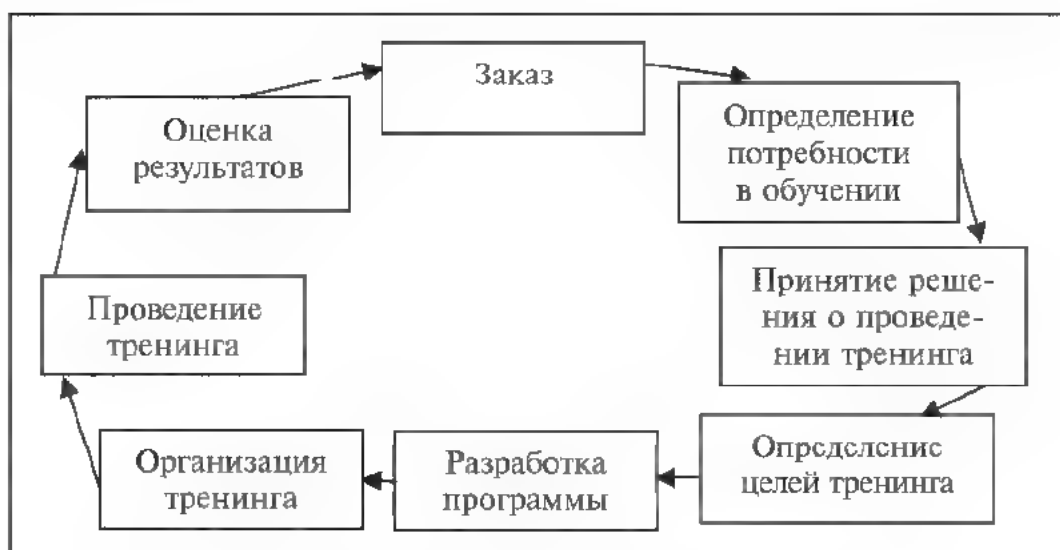 Заказ
Определение
потребности
в обучении
Принятие реше-
ния о проведе-
нии тренинга
Определение
целей тренинга
Разработка
программы
Организация
тренинга
Проведение
тренинга
Оценка
результатов